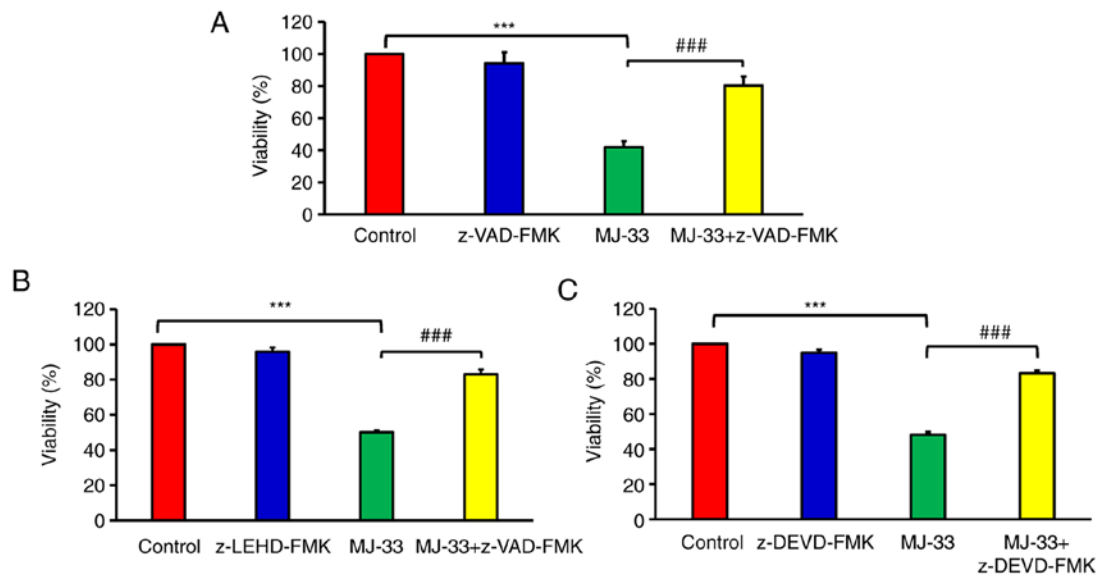 A
Viability (%)
120
100
80
60
40
20
0
***
###
Control z-VAD-FMK MJ-33 MJ-33+z-VAD-FMK
B
Viability (%)
120
100
80
60
40
20
0
***
###
Control z-LEHD-FMK MJ-33 MJ-33+z-VAD-FMK
C
Viability (%)
120
100
80
60
40
20
0
***
###
Control z-DEVD-FMK MJ-33 MJ-33+
z-DEVD-FMK